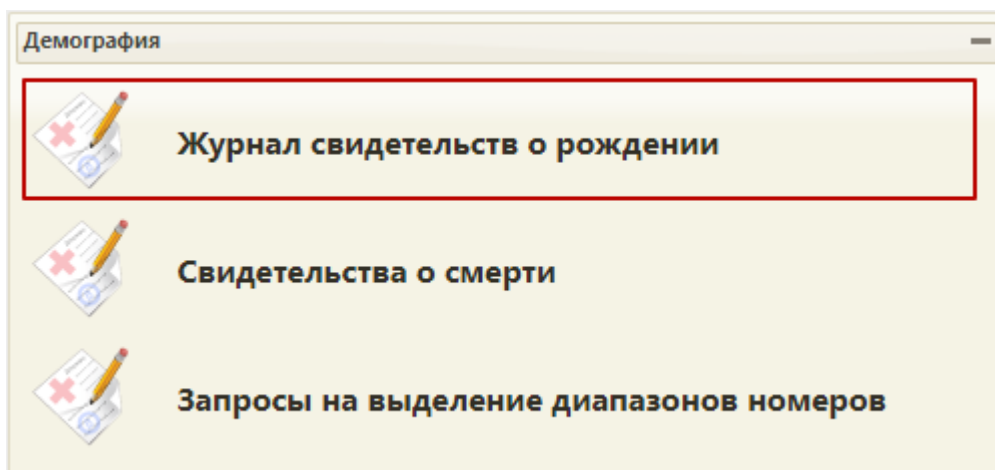 Демография
Журнал свидетельств о рождении
Свидетельства о смерти
Запросы на выделение диапазонов номеров